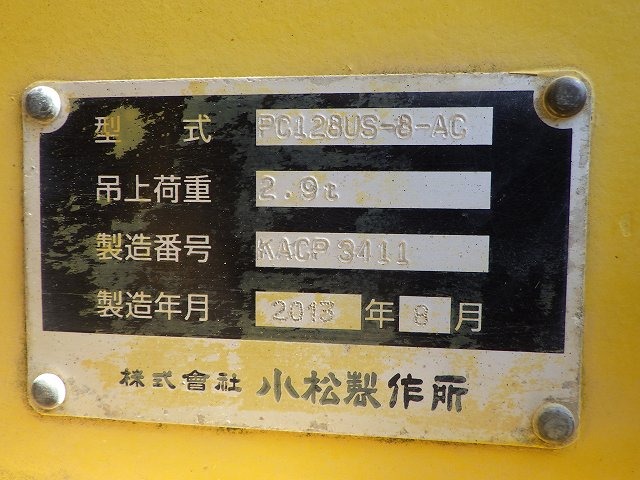 型 式 PC128US-8-AC
吊上荷重 2.9t
製造番号 KACP 3411
製造年月 2013 年 8 月
株式會社 小松製作所